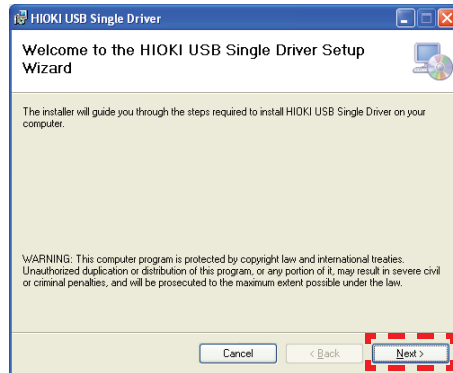 HIOKI USB Single Driver
Welcome to the HIOKI USB Single Driver Setup
Wizard
The installer will guide you through the steps required to install HIOKI USB Single Driver on your
computer.
WARNING: This computer program is protected by copyright law and international treaties.
Unauthorized duplication or distribution of this program, or any portion of it, may result in severe civil
or criminal penalties, and will be prosecuted to the maximum extent possible under the law.
Cancel
< Back
Next >